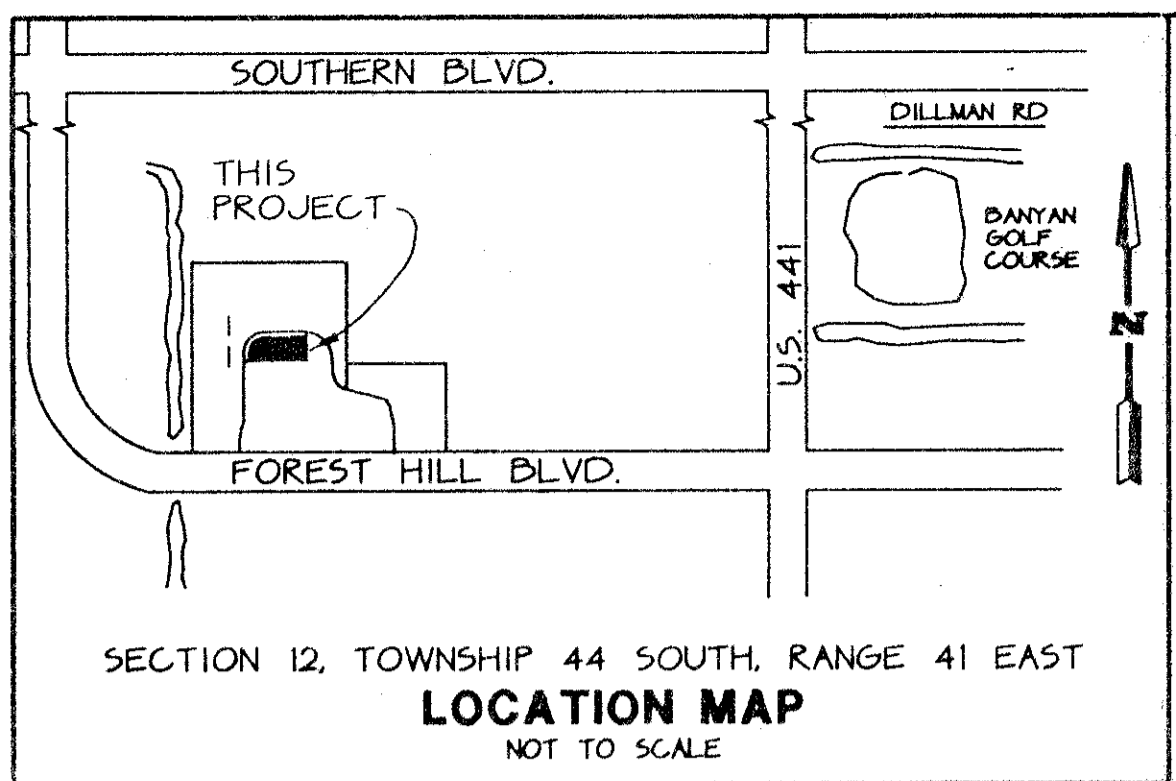 SOUTHERN BLVD.
DILLMAN RD
THIS
PROJECT
BANYAN
GOLF
COURSE
U.S. 441
N
FOREST HILL BLVD.
SECTION 12, TOWNSHIP 44 SOUTH, RANGE 41 EAST
LOCATION MAP
NOT TO SCALE